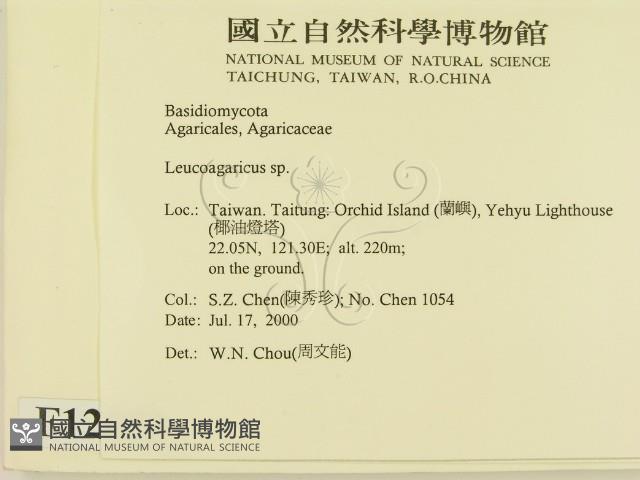 國立自然科學博物館
NATIONAL MUSEUM OF NATURAL SCIENCE
TAICHUNG, TAIWAN, R.O.CHINA
Basidiomycota
Agaricales, Agaricaceae
Leucoagaricus sp.
Loc.: Taiwan. Taitung: Orchid Island (蘭嶼), Yehyu Lighthouse
(椰油燈塔)
22.05N, 121.30E; alt. 220m;
on the ground.
Col.: S.Z. Chen(陳秀珍); No. Chen 1054
Date: Jul. 17, 2000
Det.: W.N. Chou(周文能)
F12
國立自然科學博物館
NATIONAL MUSEUM OF NATURAL SCIENCE